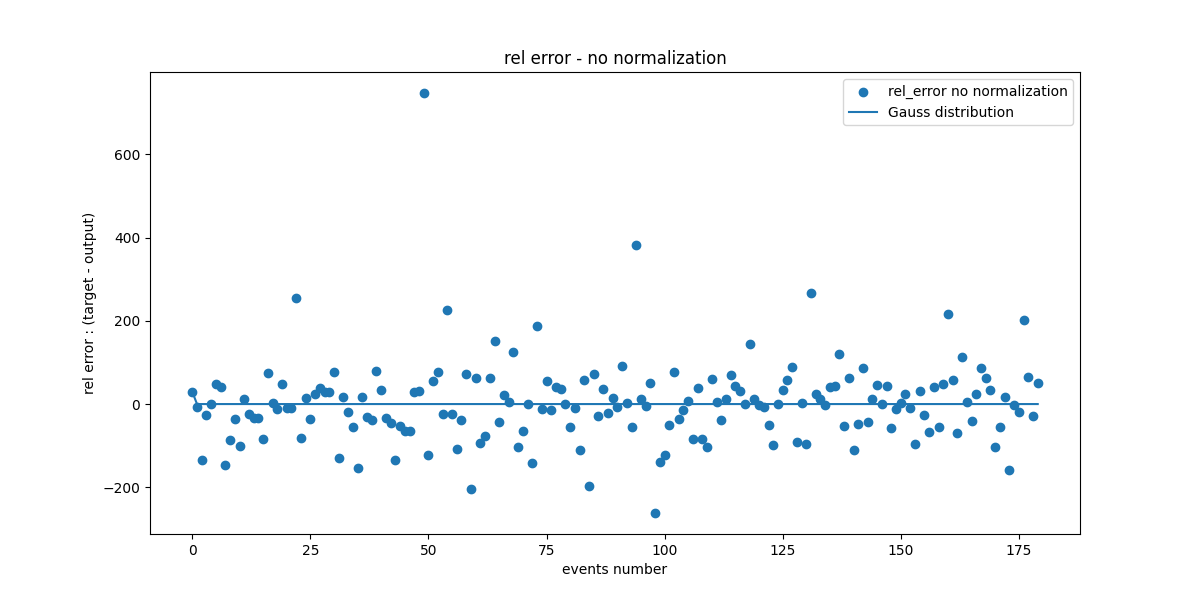 rel error - no normalization
rel_error no normalization
Gauss distribution
rel error : (target - output)
600
400
200
0
−200
0 25 50 75 100 125 150 175
events number